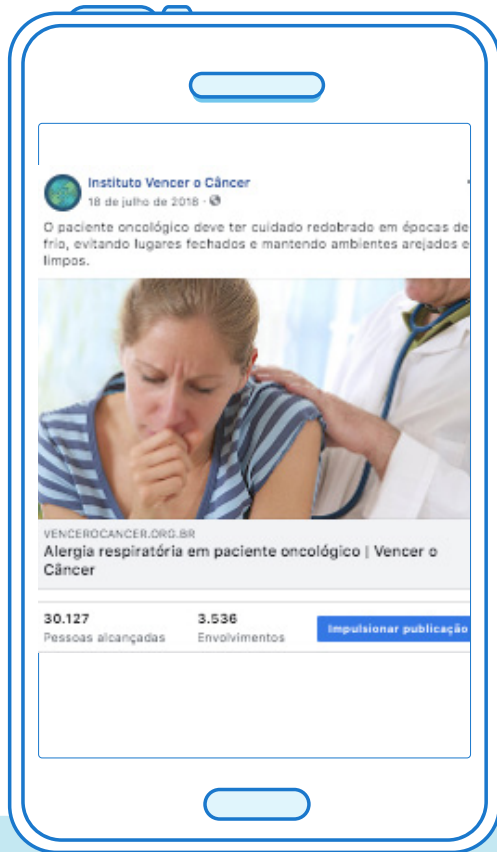 Instituto Vencer o Câncer
18 de julho de 2018 ·
O paciente oncológico deve ter cuidado redobrado em épocas de
frio, evitando lugares fechados e mantendo ambientes arejados e
limpos.
VENCEROCANCER.ORG.BR
Alergia respiratória em paciente oncológico | Vencer o
Câncer
30.127
Pessoas alcançadas
3.536
Envolvimentos
Impulsionar publicação